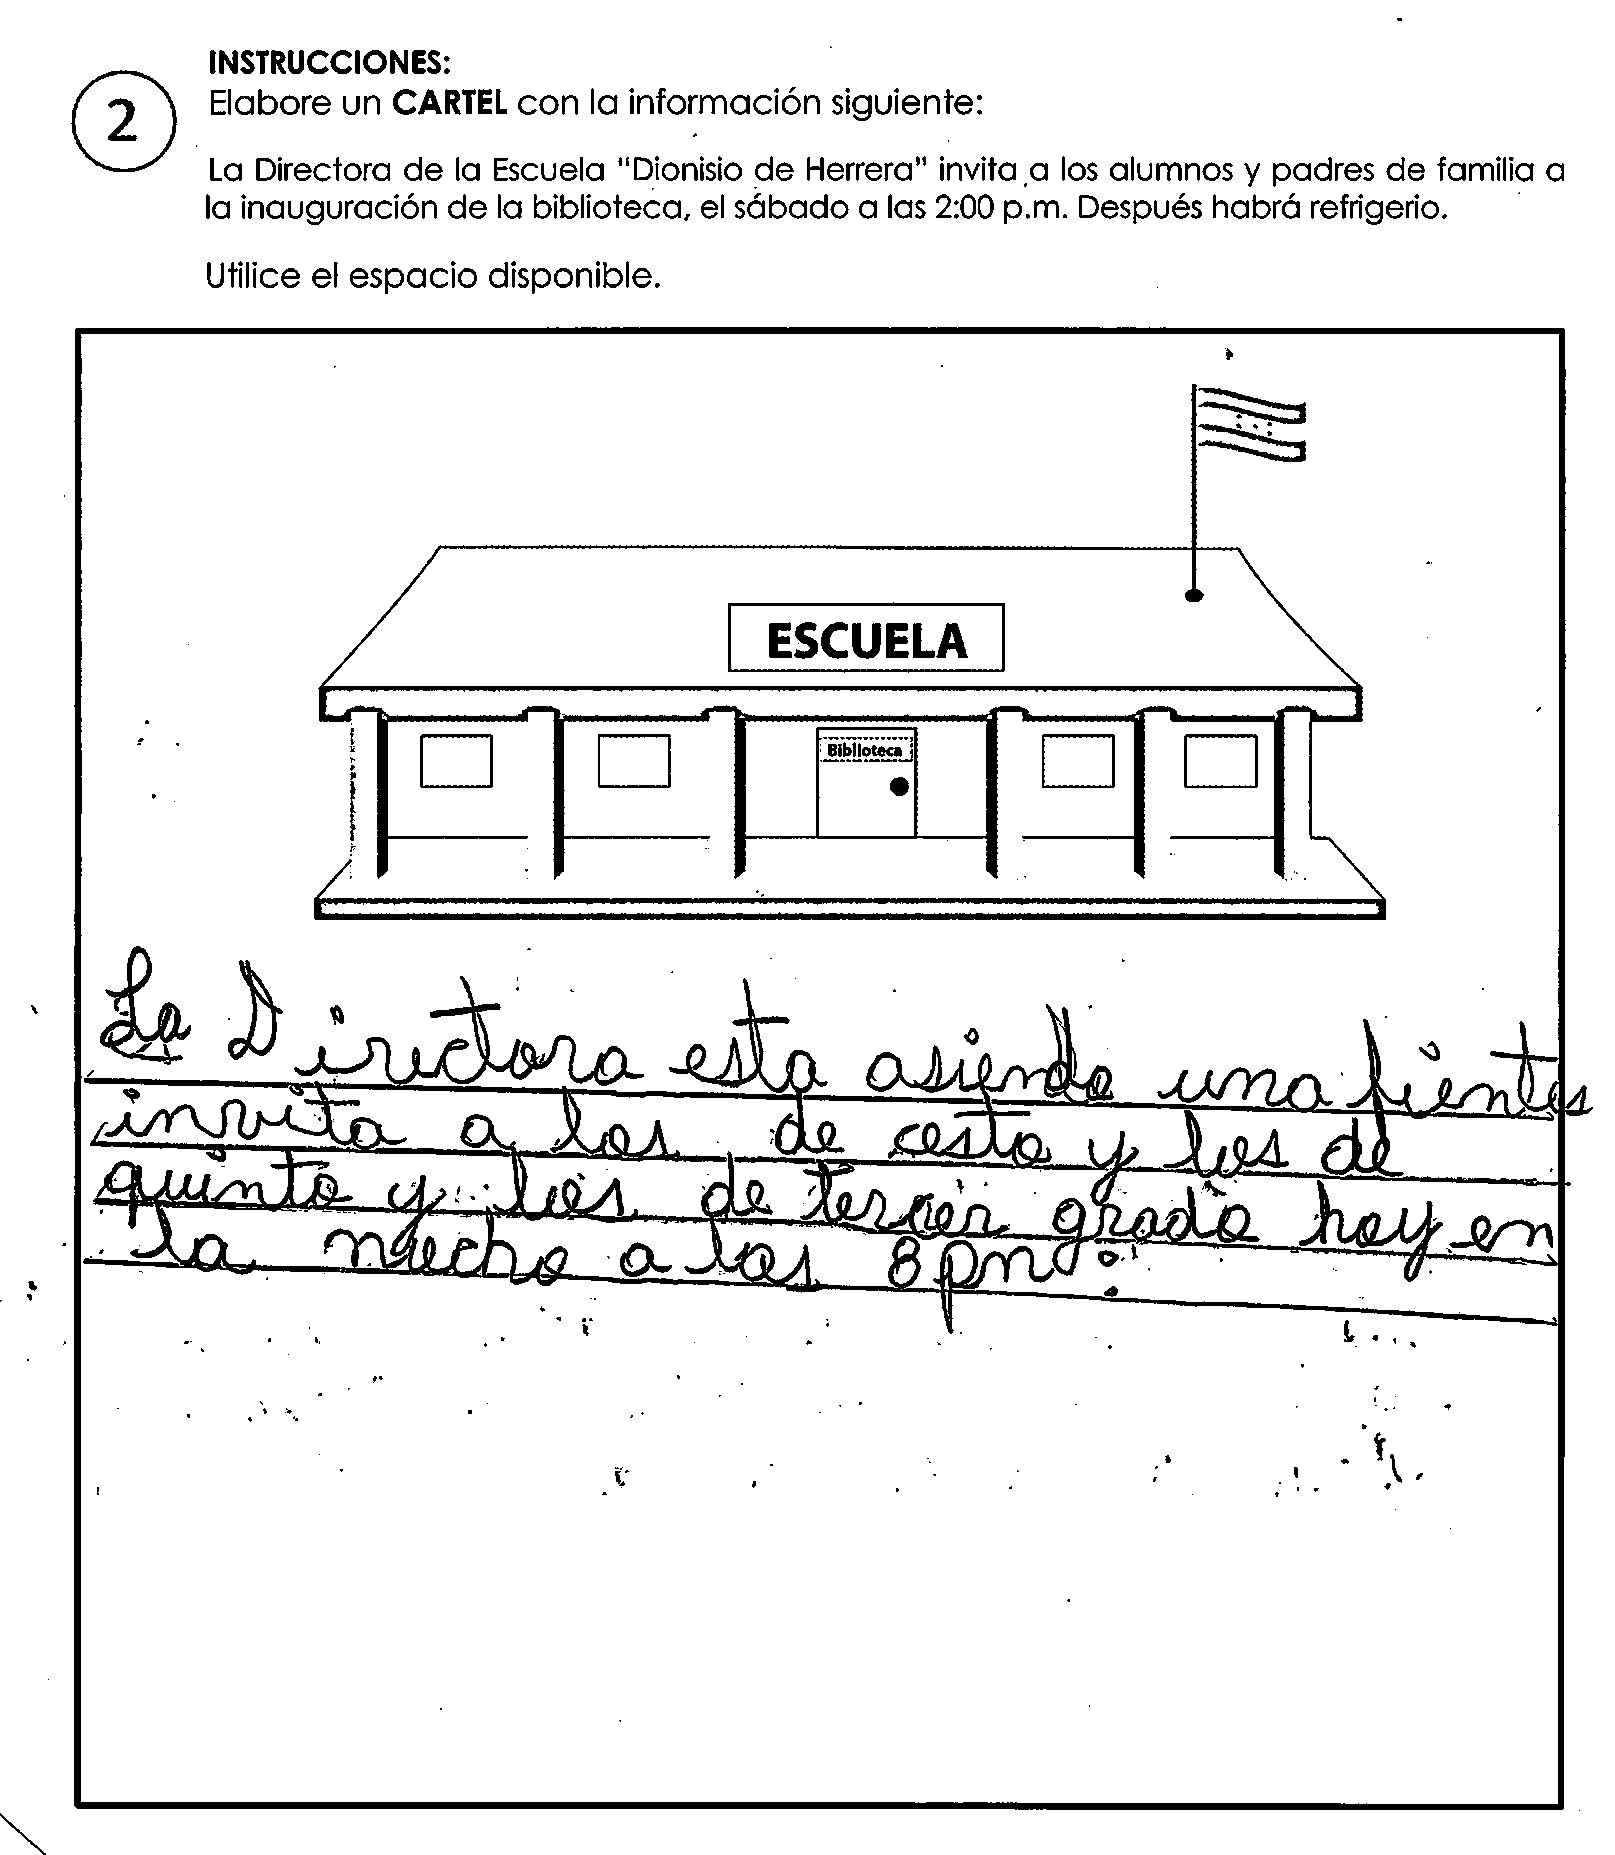 INSTRUCCIONES:
2
Elabore un CARTEL con la información siguiente:
La Directora de la Escuela "Dionisio de Herrera" invita a los alumnos y padres de familia a
la inauguración de la biblioteca, el sábado a las 2:00 p.m. Después habrá refrigerio.
Utilice el espacio disponible.
ESCUELA
Biblioteca
La Directora esta asiendo una fientes
invita a los de cesto y los de
quinto y los de tercer grado hoy en
la nucho a las 8 pn